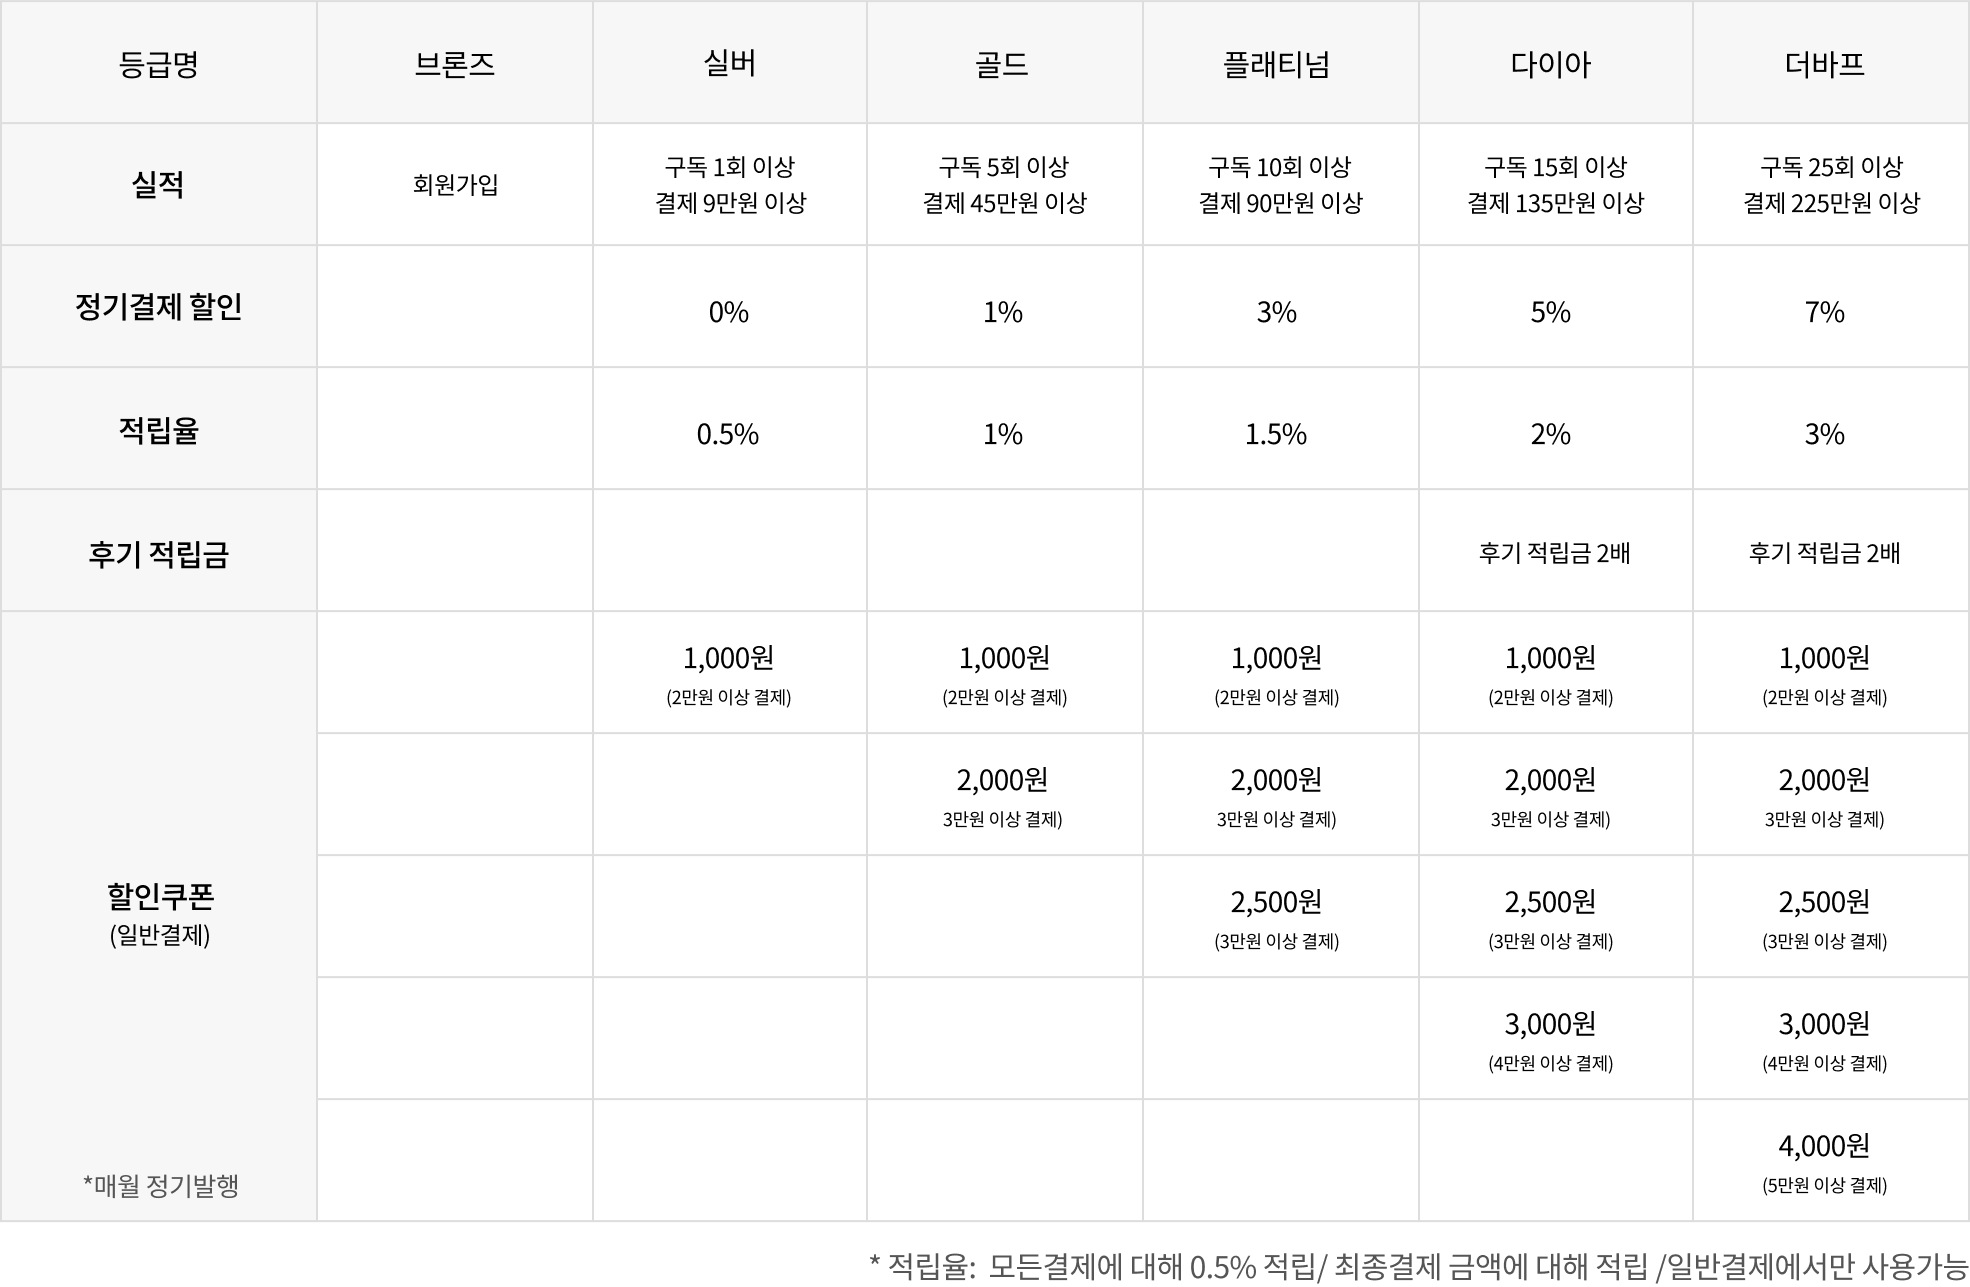 등급명 브론즈 실버 골드 플래티넘 다이아 더바프
실적 회원가입 구독 1회 이상 구독 5회 이상 구독 10회 이상 구독 15회 이상 구독 25회 이상
결제 9만원 이상 결제 45만원 이상 결제 90만원 이상 결제 135만원 이상 결제 225만원 이상
정기결제 할인 0% 1% 3% 5% 7%
적립율 0.5% 1% 1.5% 2% 3%
후기 적립금 후기 적립금 2배 후기 적립금 2배
1,000원 1,000원 1,000원 1,000원 1,000원
(2만원 이상 결제) (2만원 이상 결제) (2만원 이상 결제) (2만원 이상 결제) (2만원 이상 결제)
2,000원 2,000원 2,000원 2,000원
3만원 이상 결제) 3만원 이상 결제) 3만원 이상 결제) 3만원 이상 결제)
할인쿠폰 2,500원 2,500원 2,500원
(일반결제) (3만원 이상 결제) (3만원 이상 결제) (3만원 이상 결제)
3,000원 3,000원
(4만원 이상 결제) (4만원 이상 결제)
4,000원
*매월 정기발행 (5만원 이상 결제)
* 적립율: 모든결제에 대해 0.5% 적립/ 최종결제 금액에 대해 적립 /일반결제에서만 사용가능